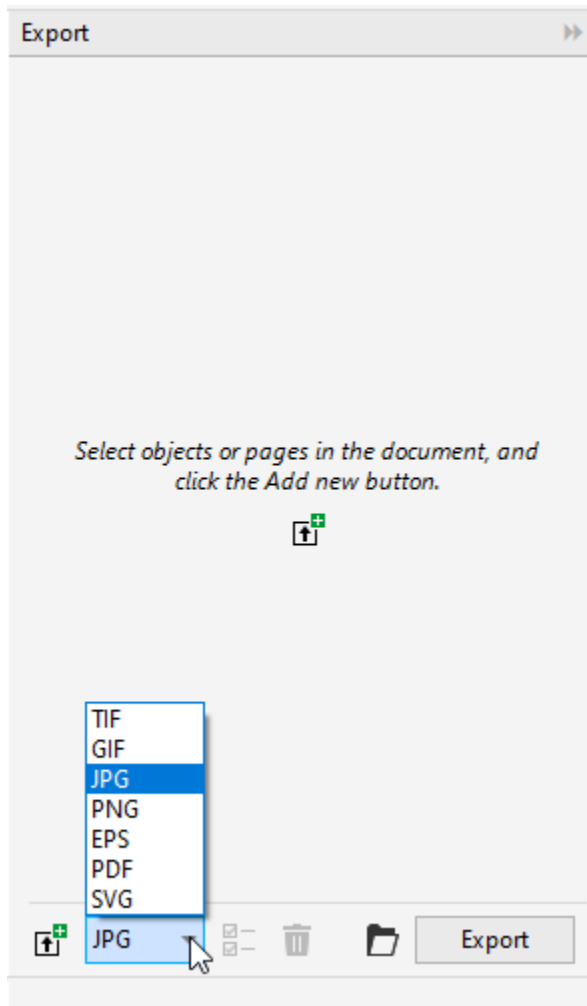 Export
Select objects or pages in the document, and
click the Add new button.
TIF
GIF
JPG
PNG
EPS
PDF
SVG
JPG
Export